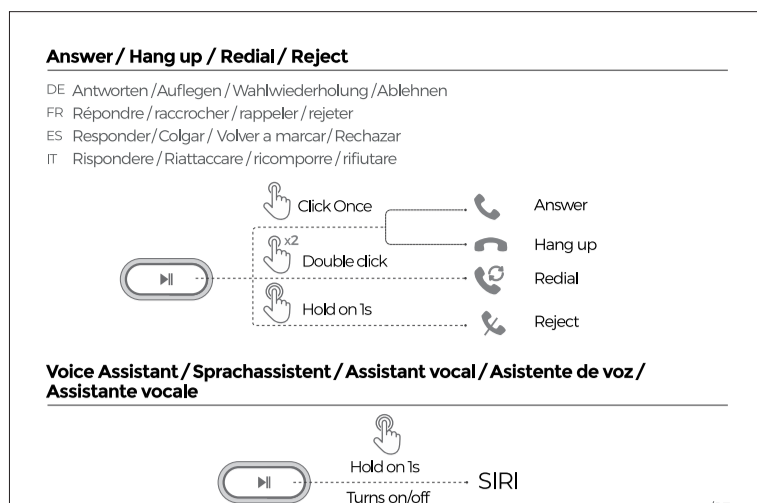 Answer / Hang up / Redial / Reject
DE Antworten / Auflegen / Wahlwiederholung / Ablehnen
FR Répondre / raccrocher / rappeler / rejeter
ES Responder / Colgar / Volver a marcar / Rechazar
IT Rispondere / Riattaccare / ricomporre / rifiutare
Click Once
Answer
x2
Hang up
Double click
Redial
Hold on 1s
Reject
Voice Assistant / Sprachassistent / Assistant vocal / Asistente de voz /
Assistante vocale
Hold on 1s
SIRI
Turns on/off